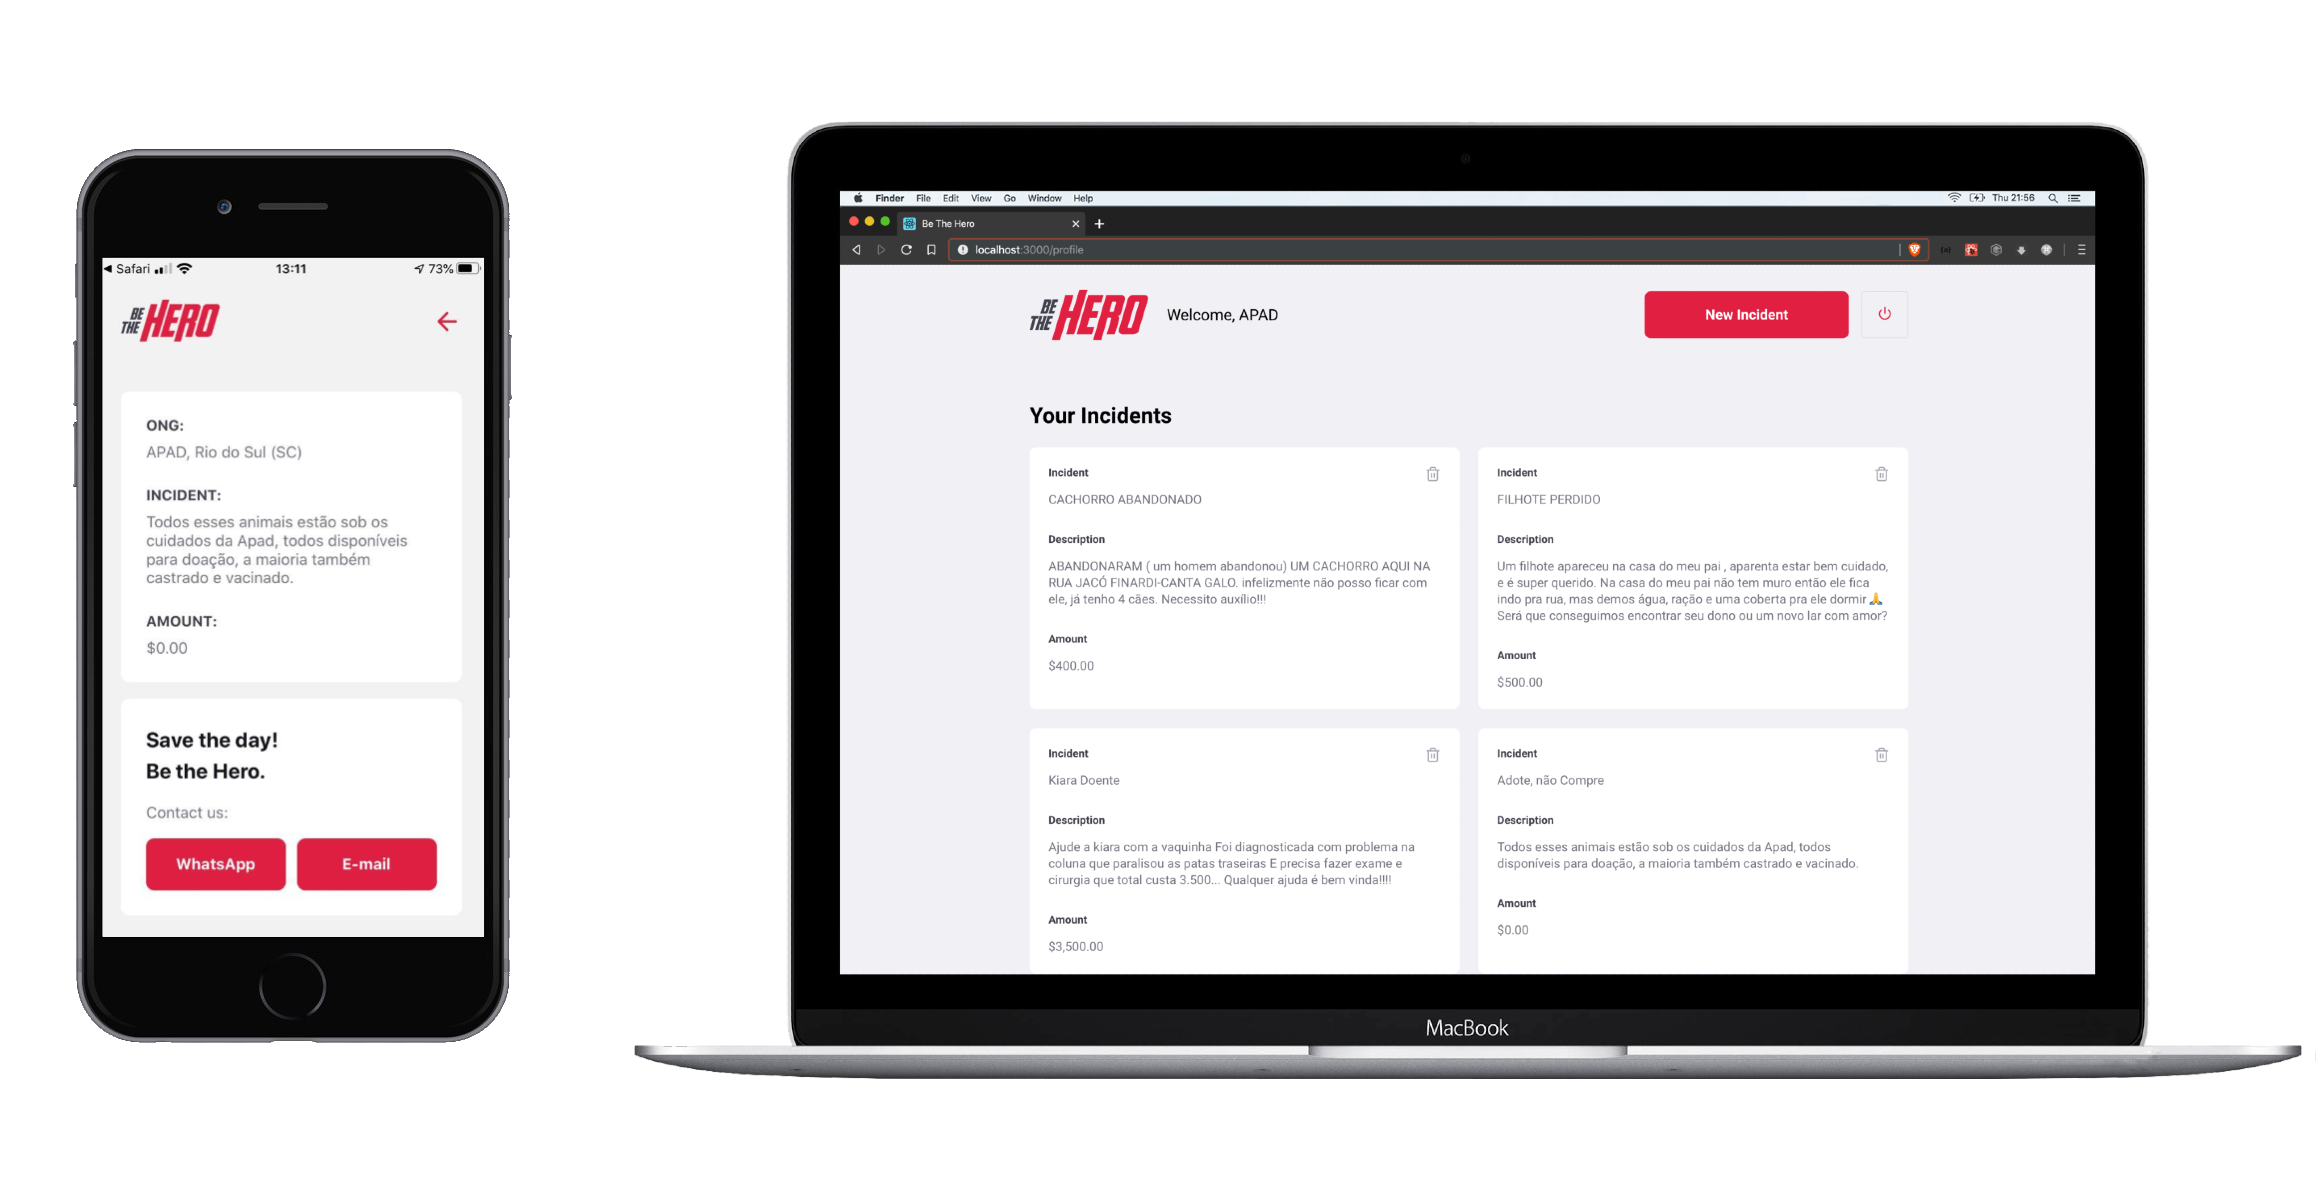 Safari
13:11
73%
BE THE HERO
ONG:
APAD, Rio do Sul (SC)
INCIDENT:
Todos esses animais estão sob os
cuidados da Apad, todos disponíveis
para doação, a maioria também
castrado e vacinado.
AMOUNT:
$0.00
Save the day!
Be the Hero.
Contact us:
WhatsApp
E-mail
Finder File Edit View Go Window Help
Thu 21:56
Be The Hero
localhost:3000/profile
BE THE HERO
Welcome, APAD
New Incident
Your Incidents
Incident
CACHORRO ABANDONADO
Description
ABANDONARAM ( um homem abandonou) UM CACHORRO AQUI NA
RUA JACÓ FINARDI-CANTA GALO. infelizmente não posso ficar com
ele, já tenho 4 cães. Necessito auxílio!!!
Amount
$400.00
Incident
FILHOTE PERDIDO
Description
Um filhote apareceu na casa do meu pai , aparenta estar bem cuidado,
e é super querido. Na casa do meu pai não tem muro então ele fica
indo pra rua, mas demos água, ração e uma coberta pra ele dormir🙏
Será que conseguimos encontrar seu dono ou um novo lar com amor?
Amount
$500.00
Incident
Kiara Doente
Description
Ajude a kiara com a vaquinha Foi diagnosticada com problema na
coluna que paralisou as patas traseiras E precisa fazer exame e
cirurgia que total custa 3.500... Qualquer ajuda é bem vinda!!!!
Amount
$3,500.00
Incident
Adote, não Compre
Description
Todos esses animais estão sob os cuidados da Apad, todos
disponíveis para doação, a maioria também castrado e vacinado.
Amount
$0.00
MacBook